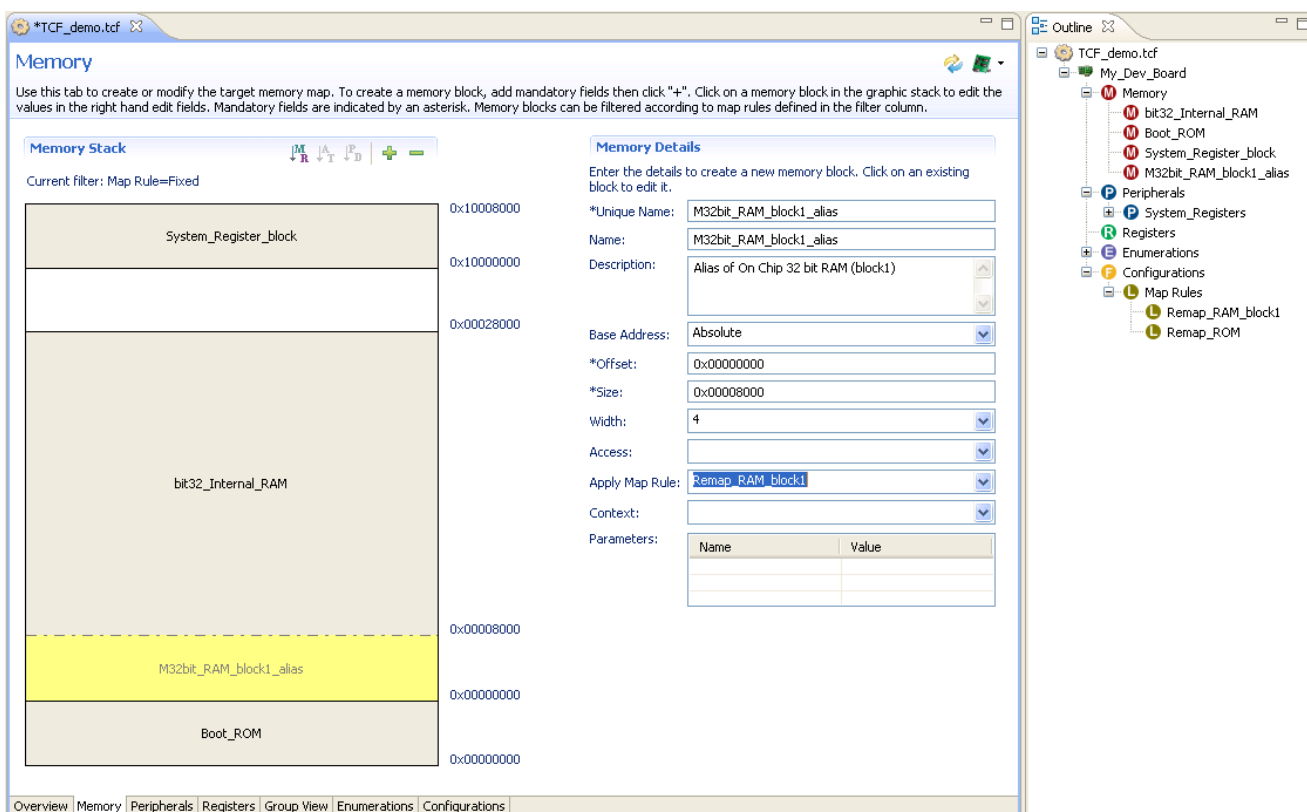 *TCF_demo.tcf
Memory
Use this tab to create or modify the target memory map. To create a memory block, add mandatory fields then click "+". Click on a memory block in the graphic stack to edit the
values in the right hand edit fields. Mandatory fields are indicated by an asterisk. Memory blocks can be filtered according to map rules defined in the filter column.
Memory Stack
M R
A T
P D
Current filter: Map Rule=Fixed
0x10008000
System_Register_block
0x10000000
0x00028000
bit32_Internal_RAM
0x00008000
M32bit_RAM_block1_alias
0x00000000
Boot_ROM
0x00000000
Memory Details
Enter the details to create a new memory block. Click on an existing
block to edit it.
*Unique Name: M32bit_RAM_block1_alias
Name: M32bit_RAM_block1_alias
Description: Alias of On Chip 32 bit RAM (block1)
Base Address: Absolute
*Offset: 0x00000000
*Size: 0x00008000
Width: 4
Access:
Apply Map Rule: Remap_RAM_block1
Context:
Parameters:
Name Value
Overview Memory Peripherals Registers Group View Enumerations Configurations
Outline
TCF_demo.tcf
My_Dev_Board
M Memory
M bit32_Internal_RAM
M Boot_ROM
M System_Register_block
M M32bit_RAM_block1_alias
P Peripherals
P System_Registers
R Registers
E Enumerations
F Configurations
L Map Rules
L Remap_RAM_block1
L Remap_ROM